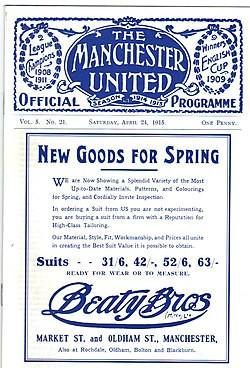 2
League
Champions
1908
1911
THE
MANCHESTER
UNITED
SEASON 1914 1915
Winners
ENGLISH
CUP
1909
OFFICIAL PROGRAMME
VOL. 3. No. 21. SATURDAY, APRIL 24, 1915. ONE PENNY.
NEW GOODS FOR SPRING
WE are Now Showing a Splendid Variety of the Most
Up-to-Date Materials, Patterns, and Colourings
for Spring, and Cordially Invite Inspection
In ordering a Suit from US you are not experimenting,
you are buying a suit from a firm with a Reputation for
High-Class Tailoring.
Our Material, Style, Fit, Workmanship, and Prices all unite
in creating the Best Suit Value it is possible to obtain.
Suits - - 31/6, 42/-, 52/6, 63/-
READY FOR WEAR OR TO MEASURE.
Beaty Bros
MARKET ST. and OLDHAM ST., MANCHESTER,
Also at Rochdale, Oldham, Bolton and Blackburn.